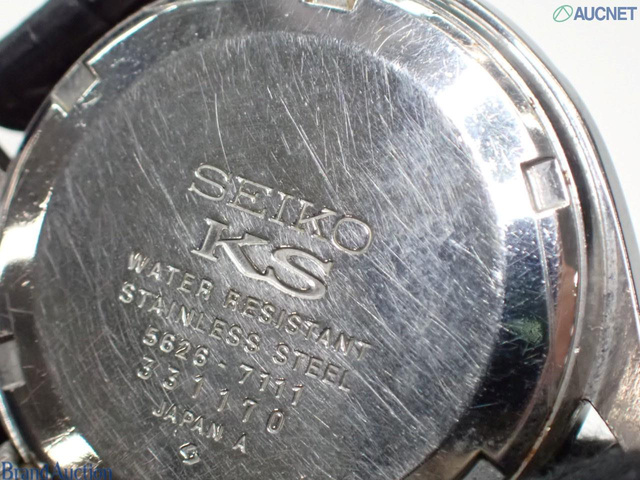 AUCNET
SEIKO
KS
WATER RESISTANT
STAINLESS STEEL
5626-7111
331170
JAPAN A
BrandAuction